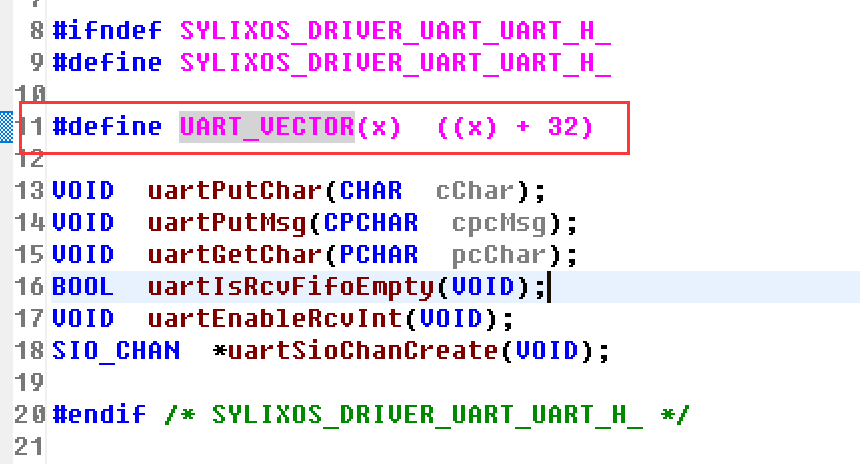 8 #ifndef SYLIXOS_DRIVER_UART_UART_H_
9 #define SYLIXOS_DRIVER_UART_UART_H_
10
11 #define UART_VECTOR(x)  ((x) + 32)
12
13 VOID  uartPutChar(CHAR  cChar);
14 VOID  uartPutMsg(CPCHAR  cpcMsg);
15 VOID  uartGetChar(PCHAR  pcChar);
16 BOOL  uartIsRcvFifoEmpty(VOID);
17 VOID  uartEnableRcvInt(VOID);
18 SIO_CHAN  *uartSioChanCreate(VOID);
19
20 #endif /* SYLIXOS_DRIVER_UART_UART_H_ */
21